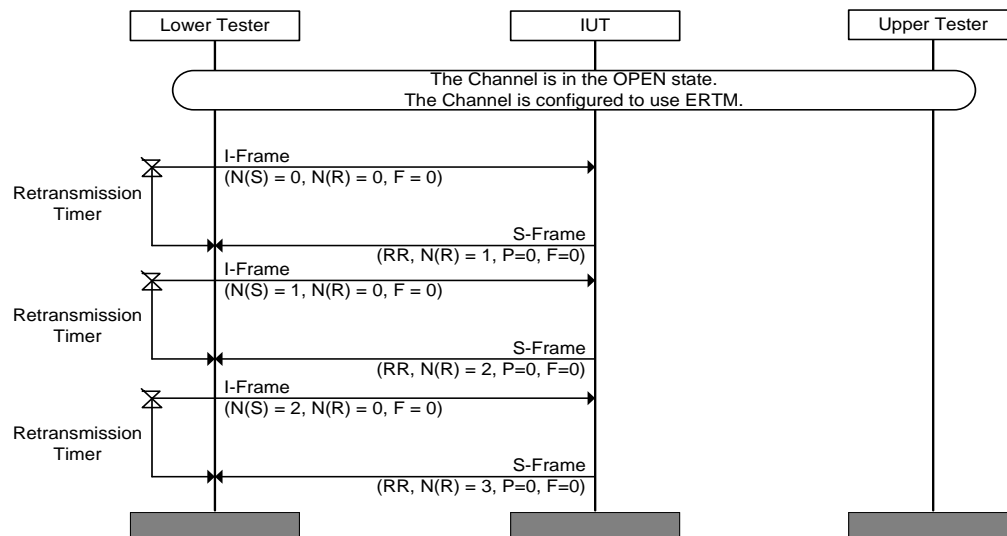 Lower Tester
IUT
Upper Tester
The Channel is in the OPEN state.
The Channel is configured to use ERTM.
I-Frame
(N(S) = 0, N(R) = 0, F = 0)
Retransmission
Timer
S-Frame
(RR, N(R) = 1, P=0, F=0)
I-Frame
(N(S) = 1, N(R) = 0, F = 0)
Retransmission
Timer
S-Frame
(RR, N(R) = 2, P=0, F=0)
I-Frame
(N(S) = 2, N(R) = 0, F = 0)
Retransmission
Timer
S-Frame
(RR, N(R) = 3, P=0, F=0)